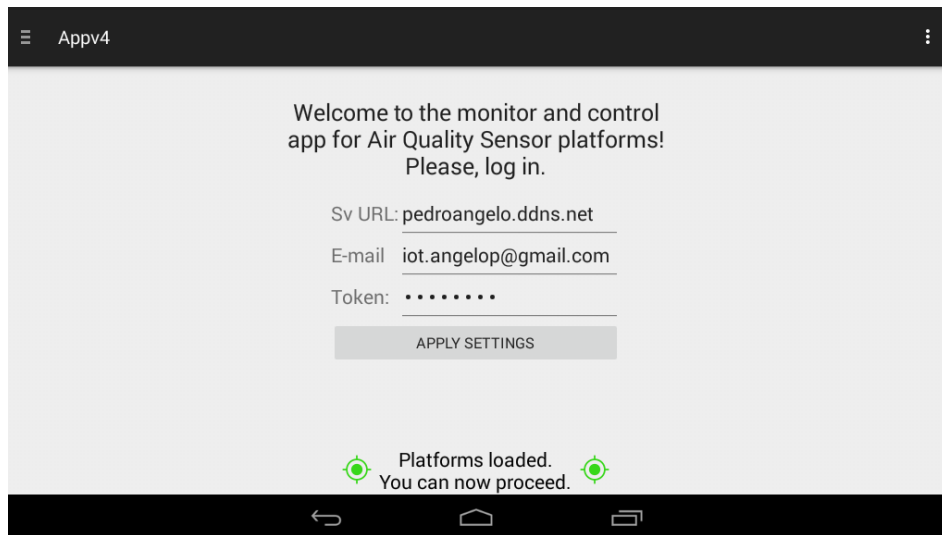 Appv4
Welcome to the monitor and control
app for Air Quality Sensor platforms!
Please, log in.
Sv URL: pedroangelo.ddns.net
E-mail iot.angelop@gmail.com
Token: ••••••••
APPLY SETTINGS
Platforms loaded.
You can now proceed.